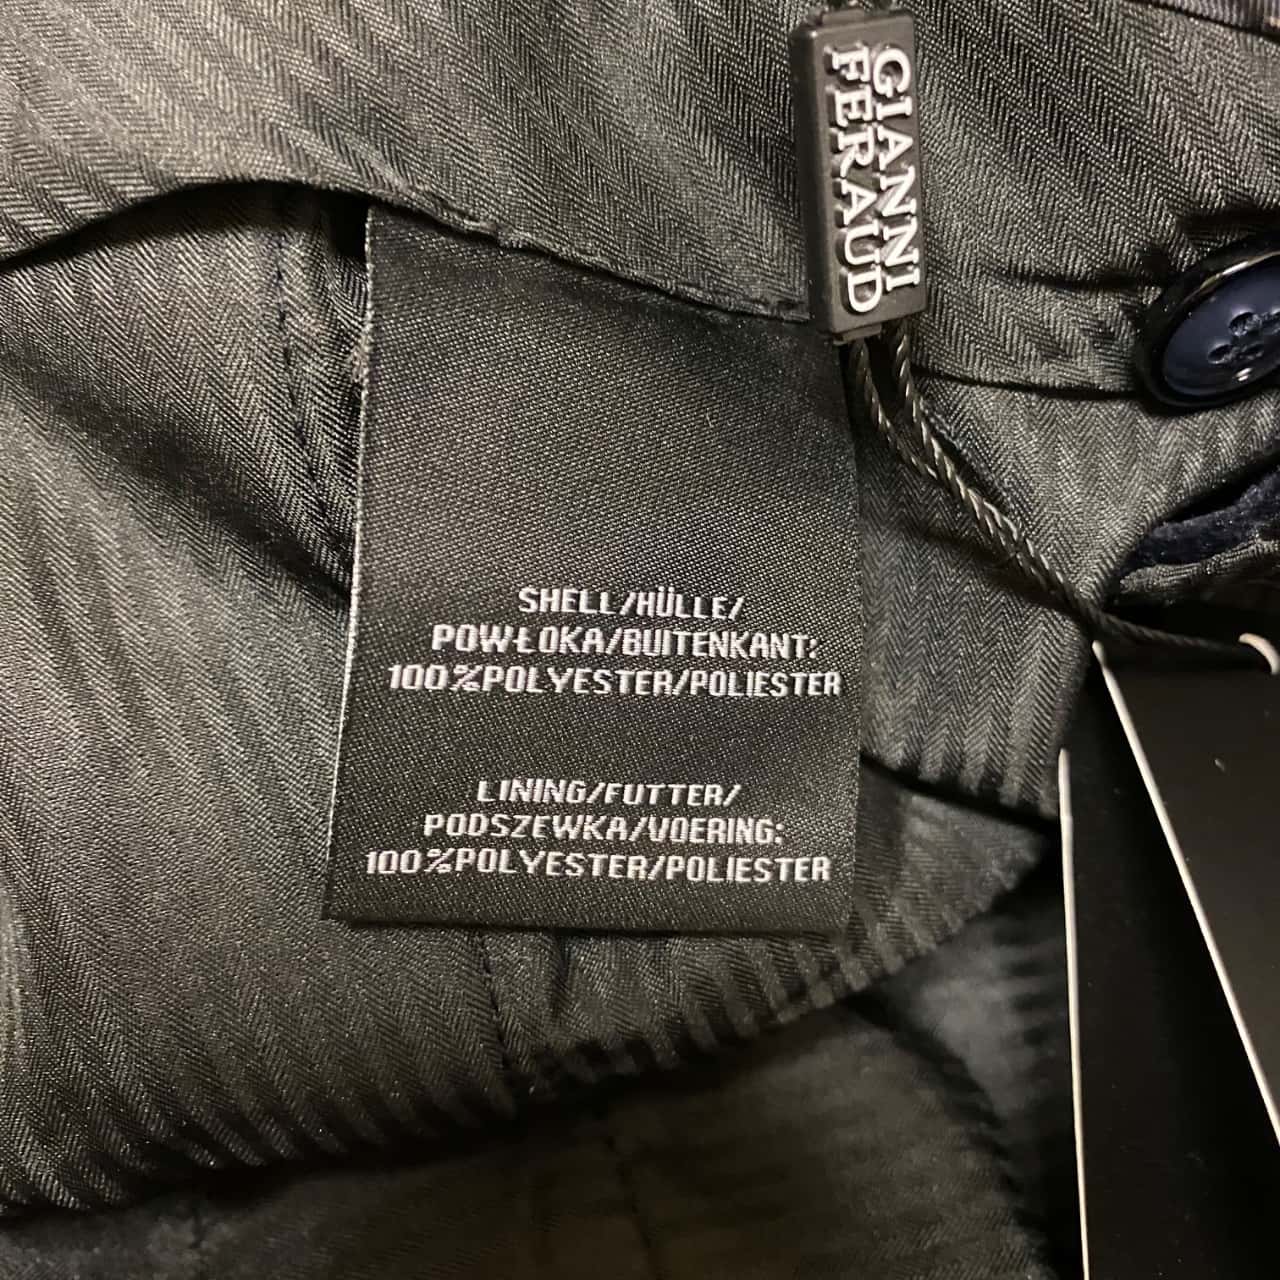 GIANNI
FERAUD
SHELL/HÜLLE/
POWŁOKA/BUITENKANT:
100%POLYESTER/POLIESTER
LINING/FUTTER/
PODSZEWKA/VOERING:
100%POLYESTER/POLIESTER